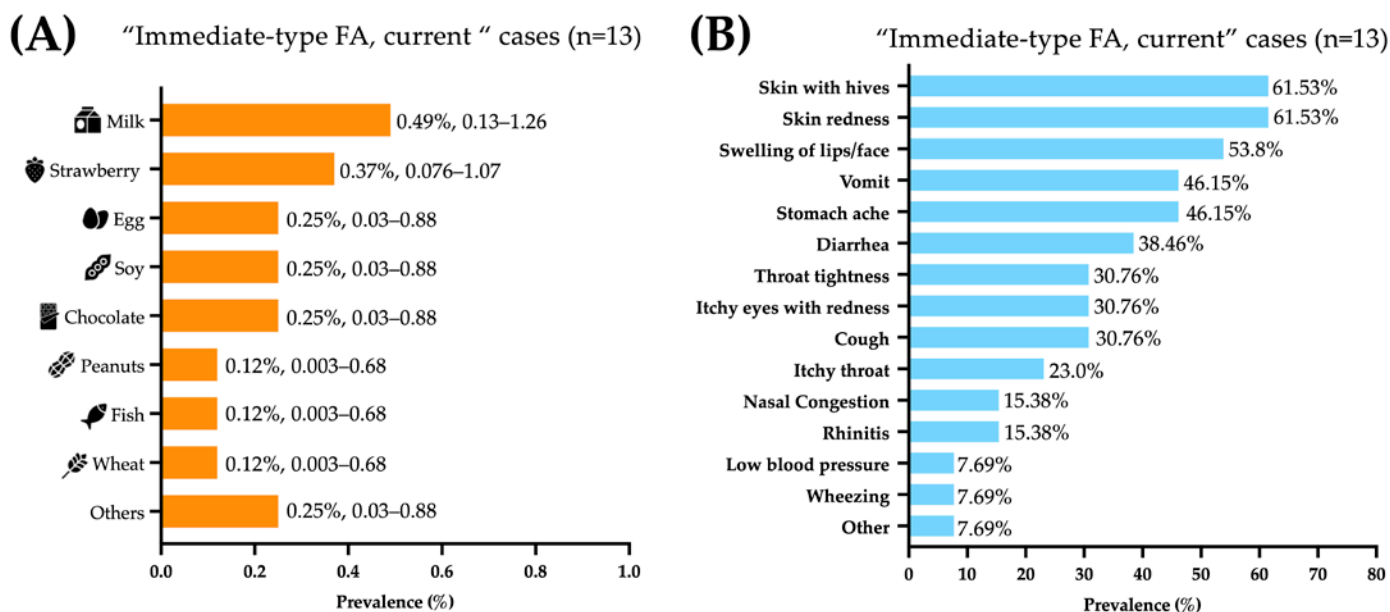 (A)
“Immediate-type FA, current “ cases (n=13)
Milk
0.49%, 0.13–1.26
Strawberry
0.37%, 0.076–1.07
Egg
0.25%, 0.03–0.88
Soy
0.25%, 0.03–0.88
Chocolate
0.25%, 0.03–0.88
Peanuts
0.12%, 0.003–0.68
Fish
0.12%, 0.003–0.68
Wheat
0.12%, 0.003–0.68
Others
0.25%, 0.03–0.88
0.0 0.2 0.4 0.6 0.8 1.0
Prevalence (%)
(B)
“Immediate-type FA, current” cases (n=13)
Skin with hives
61.53%
Skin redness
61.53%
Swelling of lips/face
53.8%
Vomit
46.15%
Stomach ache
46.15%
Diarrhea
38.46%
Throat tightness
30.76%
Itchy eyes with redness
30.76%
Cough
30.76%
Itchy throat
23.0%
Nasal Congestion
15.38%
Rhinitis
15.38%
Low blood pressure
7.69%
Wheezing
7.69%
Other
7.69%
0 10 20 30 40 50 60 70 80
Prevalence (%)